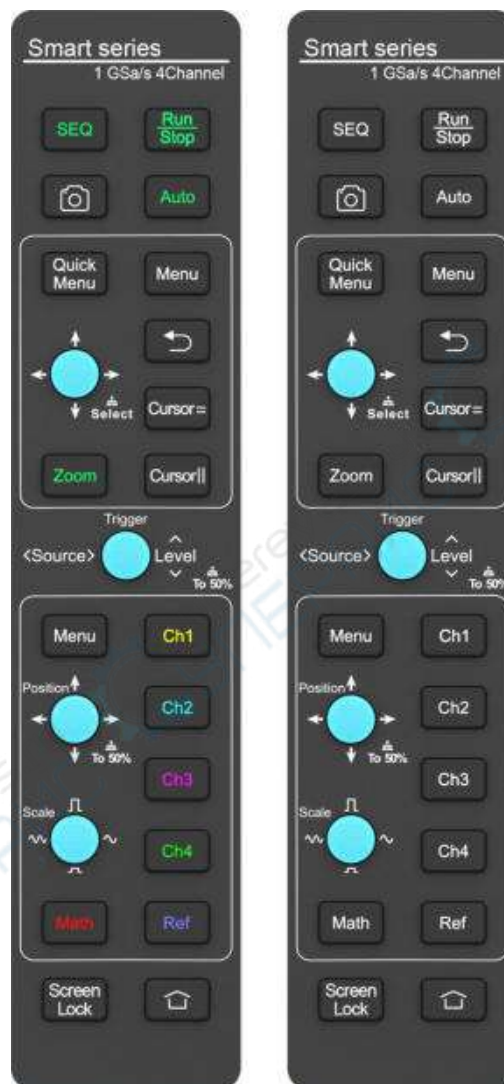 Smart series
1 GSa/s 4Channel
SEQ
Run
Stop
Auto
Quick
Menu
Menu
Select
Cursor=
Zoom
Cursor||
Trigger
<Source>
Level
To 50%
Menu
Ch1
Position
Ch2
To 50%
Ch3
Scale
Ch4
Math
Ref
Screen
Lock
Smart series
1 GSa/s 4Channel
SEQ
Run
Stop
Auto
Quick
Menu
Menu
Select
Cursor=
Zoom
Cursor||
Trigger
<Source>
Level
To 50%
Menu
Ch1
Position
Ch2
To 50%
Ch3
Scale
Ch4
Math
Ref
Screen
Lock